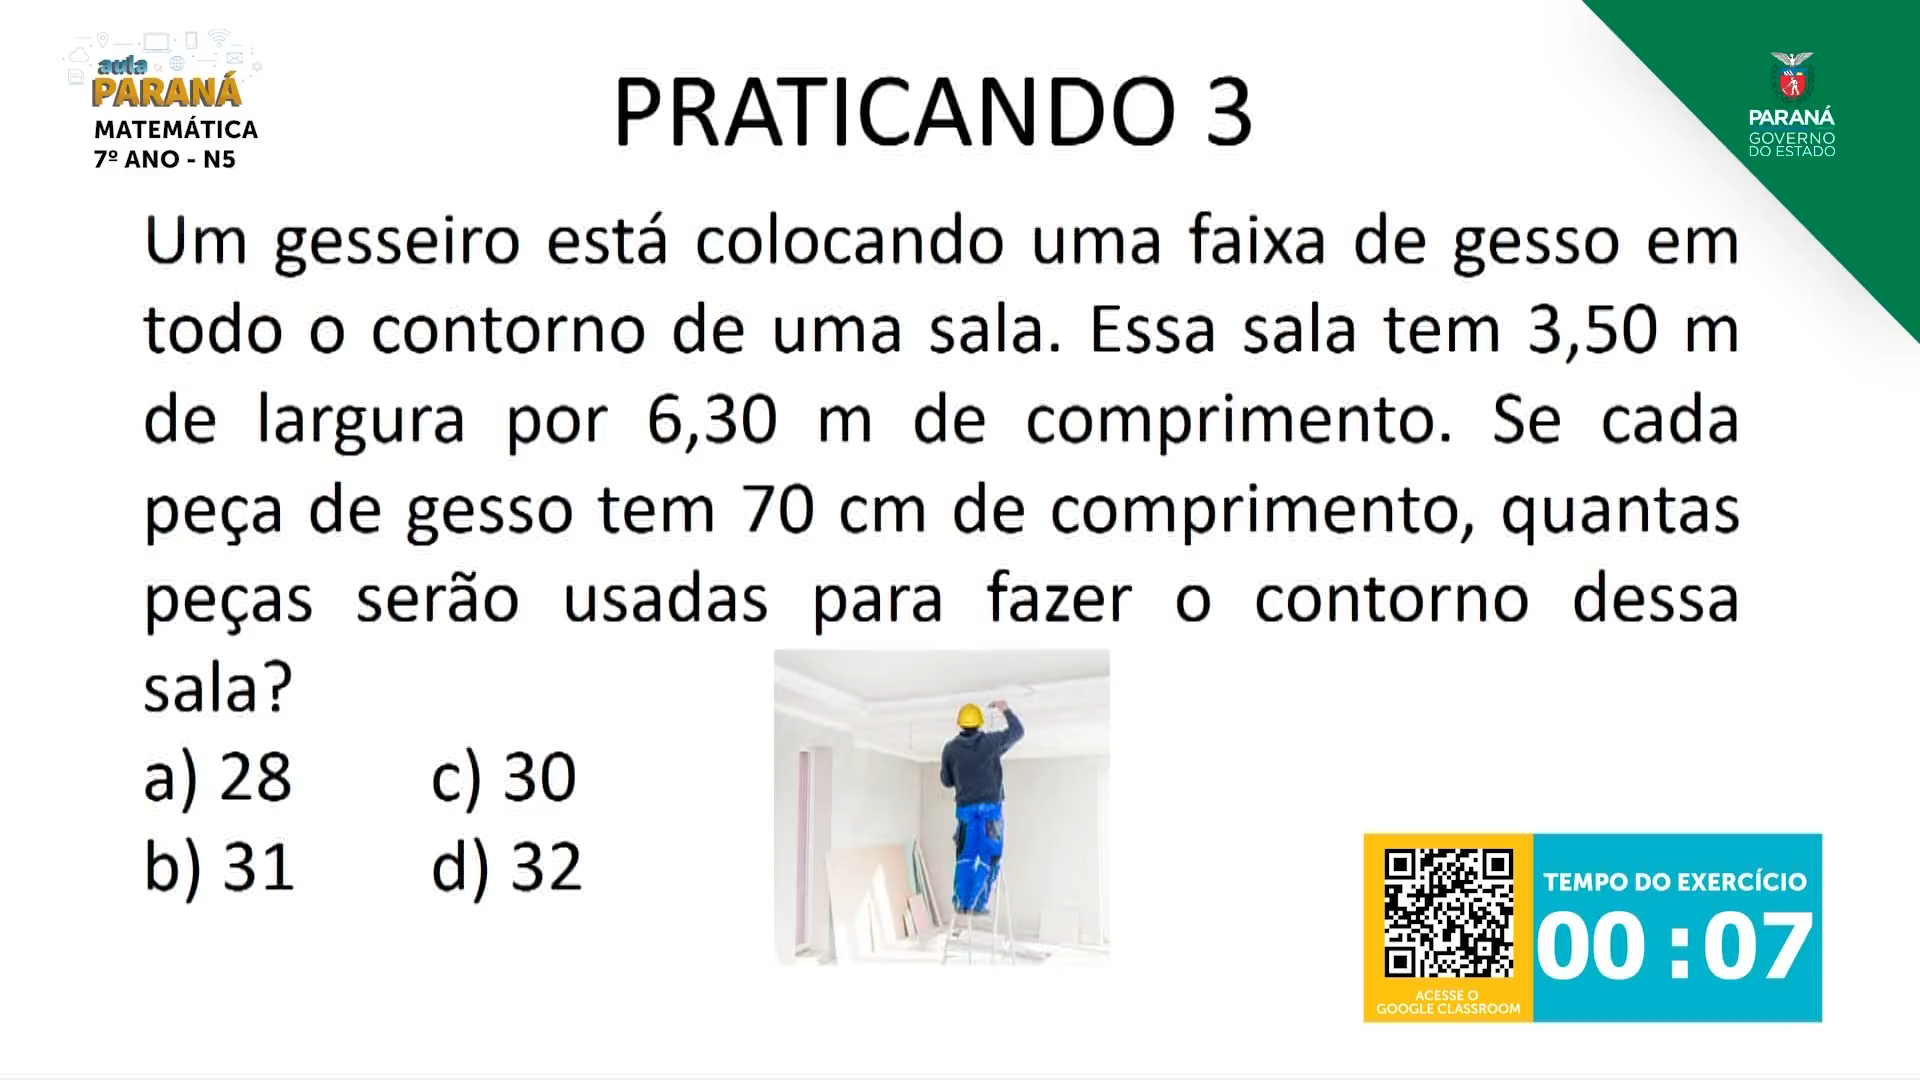 aula
PARANÁ
MATEMÁTICA
7º ANO - N5
PRATICANDO 3
PARANÁ
GOVERNO
DO ESTADO
Um gesseiro está colocando uma faixa de gesso em
todo o contorno de uma sala. Essa sala tem 3,50 m
de largura por 6,30 m de comprimento. Se cada
peça de gesso tem 70 cm de comprimento, quantas
peças serão usadas para fazer o contorno dessa
sala?
a) 28 c) 30
b) 31 d) 32
TEMPO DO EXERCÍCIO
00 : 07
ACESSE O
GOOGLE CLASSROOM